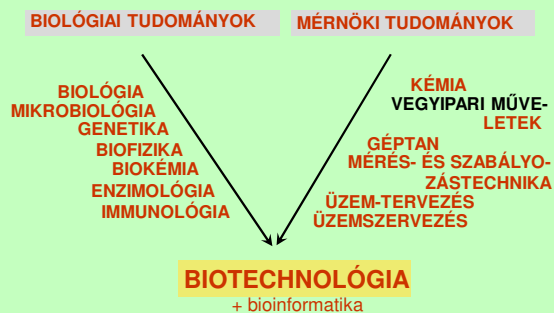 BIOLÓGIAI TUDOMÁNYOK
MÉRNÖKI TUDOMÁNYOK
BIOLÓGIA
MIKROBIOLÓGIA
GENETIKA
BIOFIZIKA
BIOKÉMIA
ENZIMOLÓGIA
IMMUNOLÓGIA
KÉMIA
VEGYIPARI MŰVE-
LETEK
GÉPTAN
MÉRÉS- ÉS SZABÁLYO-
ZÁSTECHNIKA
ÜZEM-TERVEZÉS
ÜZEMSZERVEZÉS
BIOTECHNOLÓGIA
+ bioinformatika